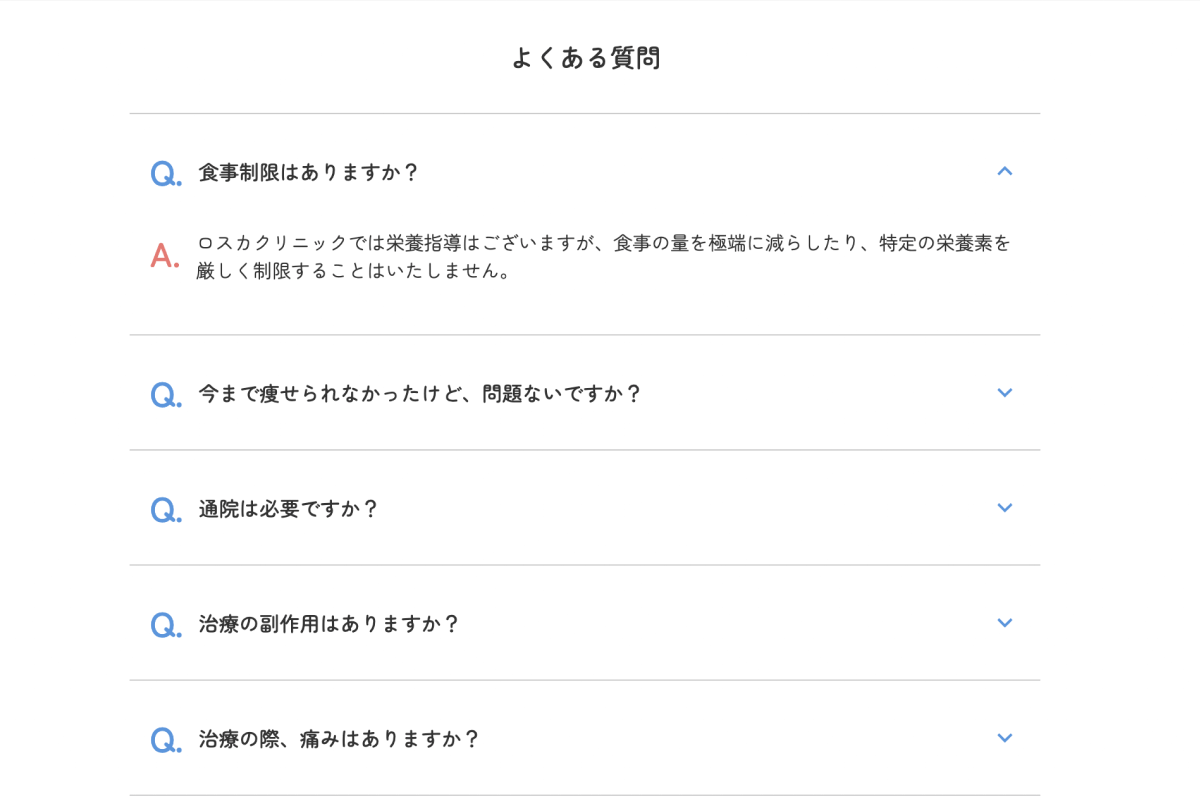 よくある質問
Q. 食事制限はありますか？
A. ロスカクリニックでは栄養指導はございますが、食事の量を極端に減らしたり、特定の栄養素を
厳しく制限することはいたしません。
Q. 今まで痩せられなかったけど、問題ないですか？
Q. 通院は必要ですか？
Q. 治療の副作用はありますか？
Q. 治療の際、痛みはありますか？